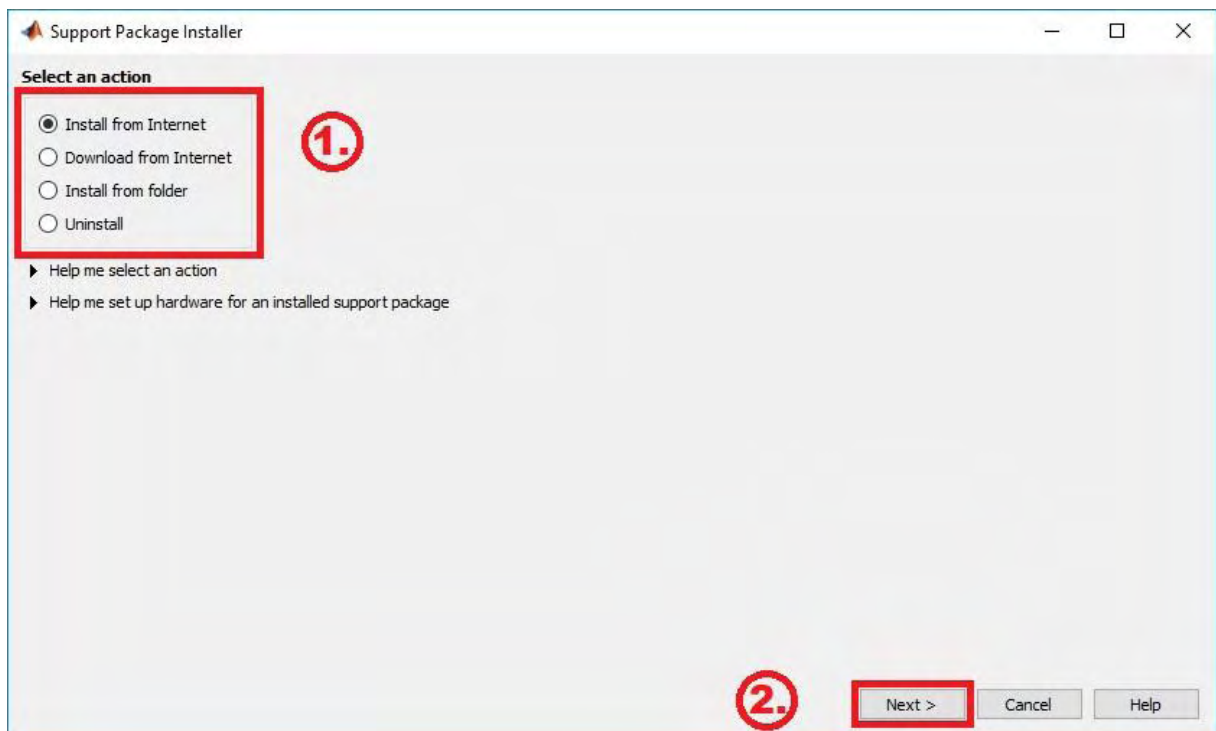 Support Package Installer
Select an action
Install from Internet
1.
Download from Internet
Install from folder
Uninstall
Help me select an action
Help me set up hardware for an installed support package
2.
Next >
Cancel
Help